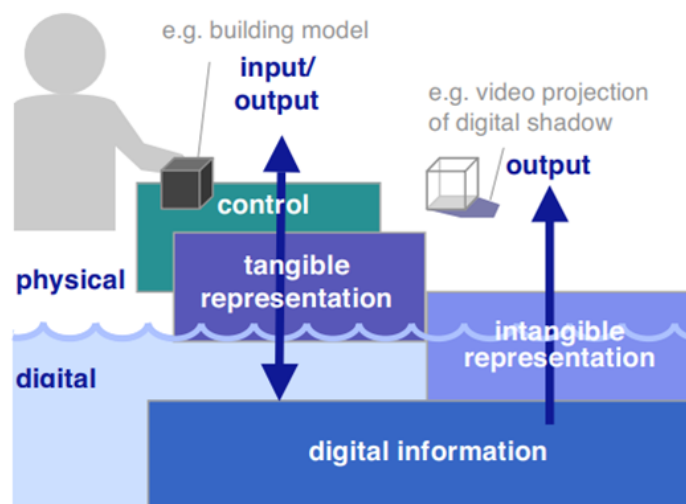 e.g. building model
input/
output
e.g. video projection
of digital shadow
output
control
tangible
representation
physical
intangible
representation
digital
digital information